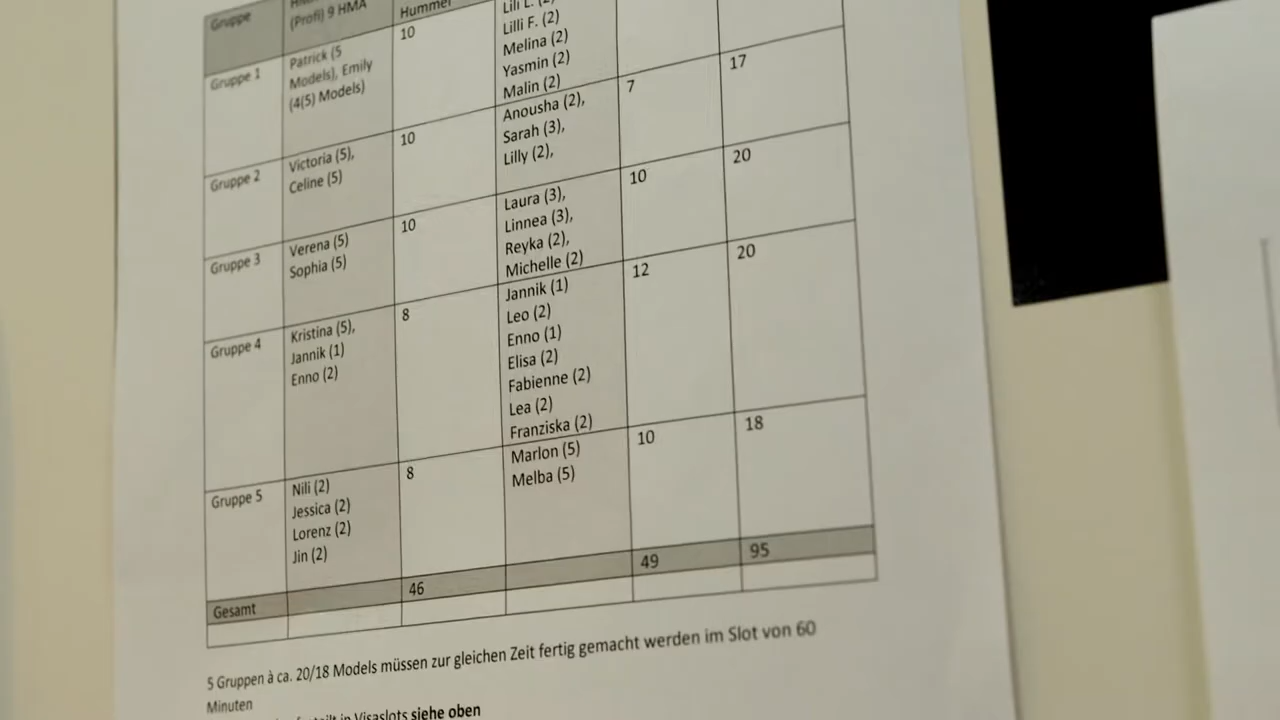 Gruppe
(Profi) 9 HMA
Hummel
Gruppe 1
Patrick (5
Models), Emily
(4(5) Models)
10
Lilli F. (2)
Melina (2)
Yasmin (2)
Malin (2)
Gruppe 2
Victoria (5),
Celine (5)
10
Anousha (2),
Sarah (3),
Lilly (2),
7
17
Gruppe 3
Verena (5)
Sophia (5)
10
Laura (3),
Linnea (3),
Reyka (2),
Michelle (2)
10
20
Gruppe 4
Kristina (5),
Jannik (1)
Enno (2)
8
Jannik (1)
Leo (2)
Enno (1)
Elisa (2)
Fabienne (2)
Lea (2)
Franziska (2)
12
20
Gruppe 5
Nili (2)
Jessica (2)
Lorenz (2)
Jin (2)
8
Marlon (5)
Melba (5)
10
18
Gesamt
46
49
95
5 Gruppen à ca. 20/18 Models müssen zur gleichen Zeit fertig gemacht werden im Slot von 60
Minuten
in Visaslots siehe oben